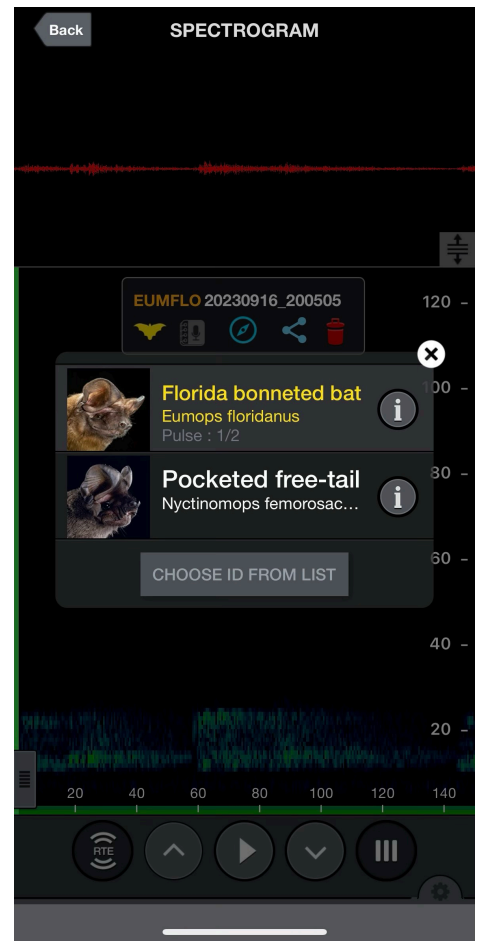 Back
SPECTROGRAM
EUMFLO 20230916_200505
120
100
Florida bonneted bat
Eumops floridanus
Pulse : 1/2
i
80
Pocketed free-tail
Nyctinomops femorosac...
i
60
CHOOSE ID FROM LIST
40
20
20 40 60 80 100 120 140
RTE